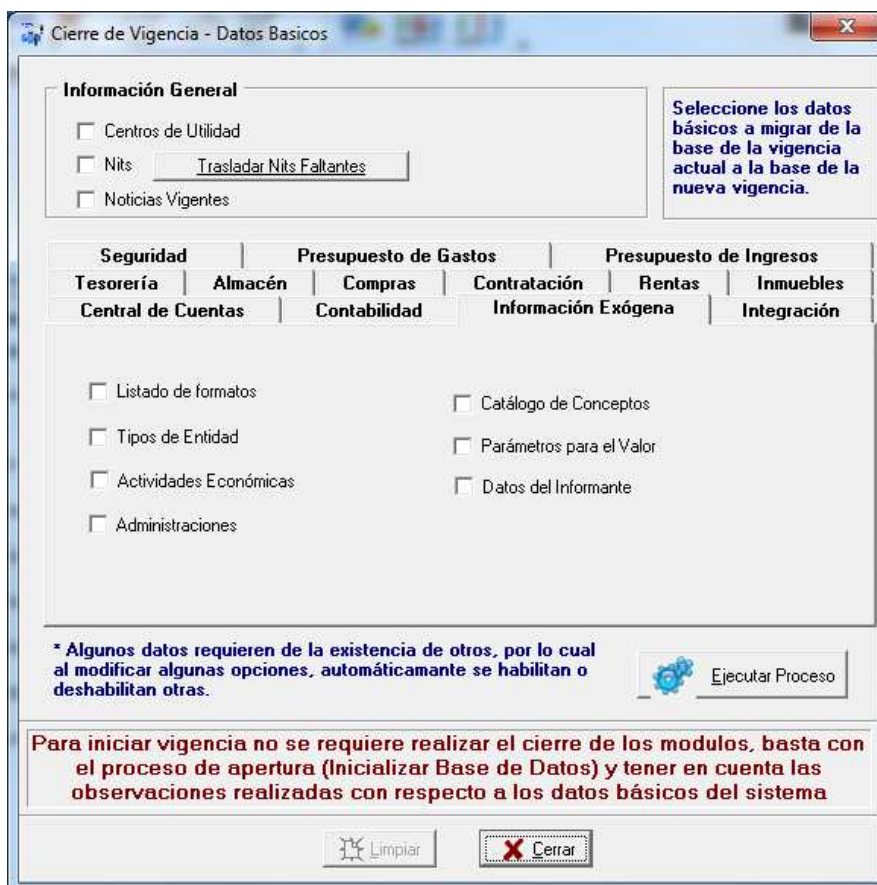 Cierre de Vigencia - Datos Basicos
Información General
Centros de Utilidad
Nits Trasladar Nits Faltantes
Noticias Vigentes
Seleccione los datos
básicos a migrar de la
base de la vigencia
actual a la base de la
nueva vigencia.
Seguridad Presupuesto de Gastos Presupuesto de Ingresos
Tesorería Almacén Compras Contratación Rentas Inmuebles
Central de Cuentas Contabilidad Información Exógena Integración
Listado de formatos
Tipos de Entidad
Actividades Económicas
Administraciones
Catálogo de Conceptos
Parámetros para el Valor
Datos del Informante
* Algunos datos requieren de la existencia de otros, por lo cual
al modificar algunas opciones, automáticamante se habilitan o
deshabilitan otras.
Ejecutar Proceso
Para iniciar vigencia no se requiere realizar el cierre de los modulos, basta con
el proceso de apertura (Inicializar Base de Datos) y tener en cuenta las
observaciones realizadas con respecto a los datos básicos del sistema
Limpiar Cerrar